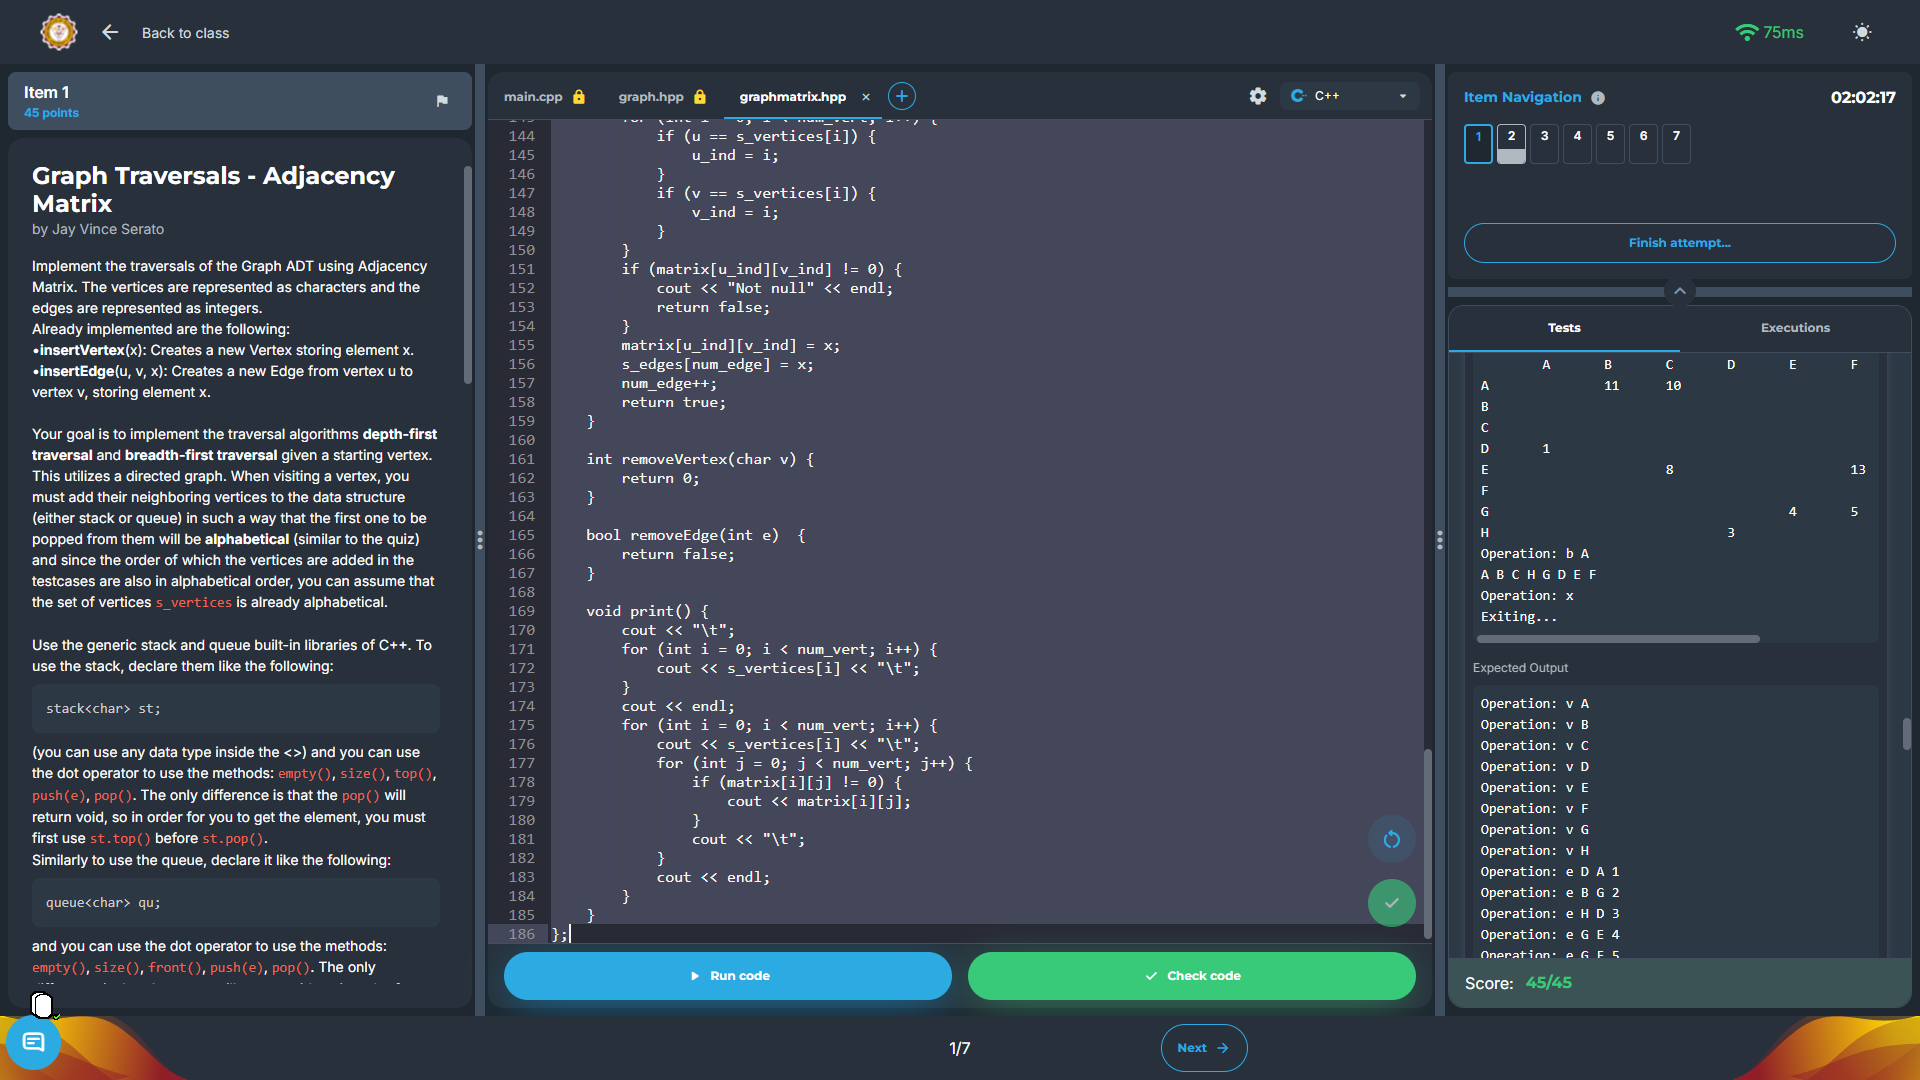 Back to class
75ms
Item 1
45 points
Graph Traversals - Adjacency
Matrix
by Jay Vince Serato
Implement the traversals of the Graph ADT using Adjacency
Matrix. The vertices are represented as characters and the
edges are represented as integers.
Already implemented are the following:
•insertVertex(x): Creates a new Vertex storing element x.
•insertEdge(u, v, x): Creates a new Edge from vertex u to
vertex v, storing element x.
Your goal is to implement the traversal algorithms depth-first
traversal and breadth-first traversal given a starting vertex.
This utilizes a directed graph. When visiting a vertex, you
must add their neighboring vertices to the data structure
(either stack or queue) in such a way that the first one to be
popped from them will be alphabetical (similar to the quiz)
and since the order of which the vertices are added in the
testcases are also in alphabetical order, you can assume that
the set of vertices s_vertices is already alphabetical.
Use the generic stack and queue built-in libraries of C++. To
use the stack, declare them like the following:
stack<char> st;
(you can use any data type inside the <>) and you can use
the dot operator to use the methods: empty(), size(), top(),
push(e), pop(). The only difference is that the pop() will
return void, so in order for you to get the element, you must
first use st.top() before st.pop().
Similarly to use the queue, declare it like the following:
queue<char> qu;
and you can use the dot operator to use the methods:
empty(), size(), front(), push(e), pop(). The only
main.cpp
graph.hpp
graphmatrix.hpp ×
C++
143 for (int i = 0; i < num_vert; i++) {
144 if (u == s_vertices[i]) {
145 u_ind = i;
146 }
147 if (v == s_vertices[i]) {
148 v_ind = i;
149 }
150 }
151 if (matrix[u_ind][v_ind] != 0) {
152 cout << "Not null" << endl;
153 return false;
154 }
155 matrix[u_ind][v_ind] = x;
156 s_edges[num_edge] = x;
157 num_edge++;
158 return true;
159 }
160
161 int removeVertex(char v) {
162 return 0;
163 }
164
165 bool removeEdge(int e)  {
166 return false;
167 }
168
169 void print() {
170 cout << "\t";
171 for (int i = 0; i < num_vert; i++) {
172 cout << s_vertices[i] << "\t";
173 }
174 cout << endl;
175 for (int i = 0; i < num_vert; i++) {
176 cout << s_vertices[i] << "\t";
177 for (int j = 0; j < num_vert; j++) {
178 if (matrix[i][j] != 0) {
179 cout << matrix[i][j];
180 }
181 cout << "\t";
182 }
183 cout << endl;
184 }
185 }
186 };
Run code
Check code
Item Navigation
02:02:17
1 2 3 4 5 6 7
Finish attempt...
Tests
Executions
A B C D E F
A 11 10
B
C
D 1
E 8 13
F
G 4 5
H 3
Operation: b A
A B C H G D E F
Operation: x
Exiting...
Expected Output
Operation: v A
Operation: v B
Operation: v C
Operation: v D
Operation: v E
Operation: v F
Operation: v G
Operation: v H
Operation: e D A 1
Operation: e B G 2
Operation: e H D 3
Operation: e G E 4
Operation: e G F 5
Score: 45/45
1/7
Next